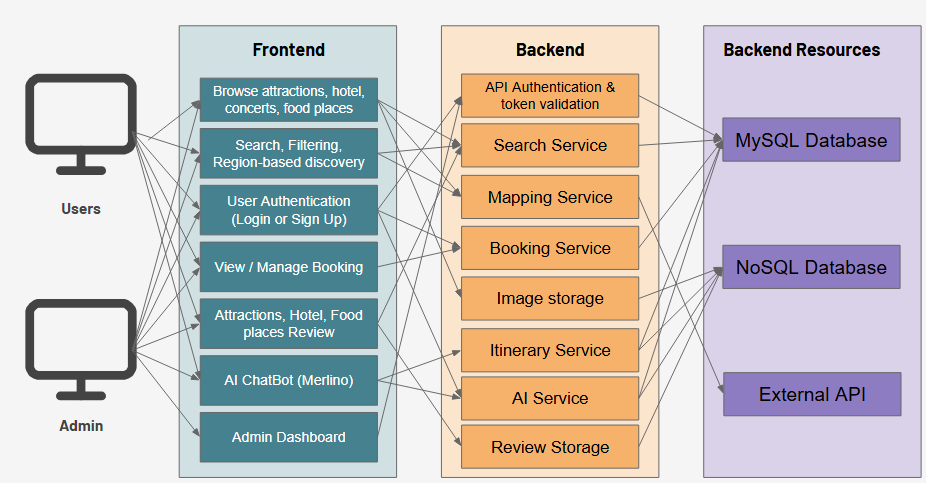 Frontend
Backend
Backend Resources
Users
Admin
Browse attractions, hotel,
concerts, food places
Search, Filtering,
Region-based discovery
User Authentication
(Login or Sign Up)
View / Manage Booking
Attractions, Hotel, Food
places Review
AI ChatBot (Merlino)
Admin Dashboard
API Authentication &
token validation
Search Service
Mapping Service
Booking Service
Image storage
Itinerary Service
AI Service
Review Storage
MySQL Database
NoSQL Database
External API